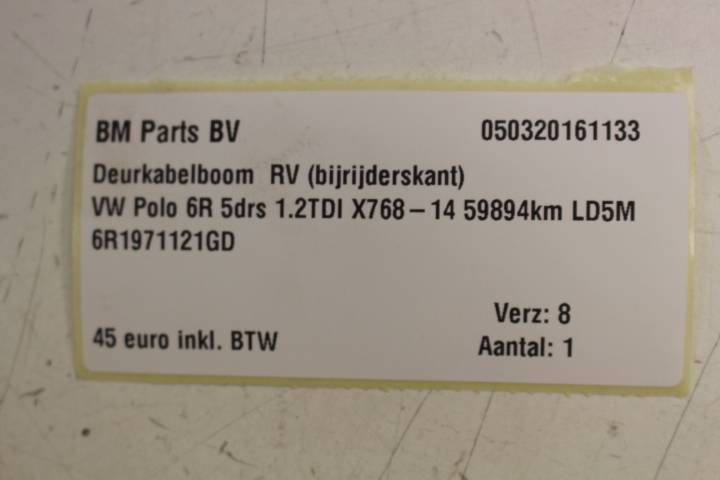 BM Parts BV 050320161133
Deurkabelboom RV (bijrijderskant)
VW Polo 6R 5drs 1.2TDI X768-14 59894km LD5M
6R1971121GD
Verz: 8
45 euro inkl. BTW Aantal: 1